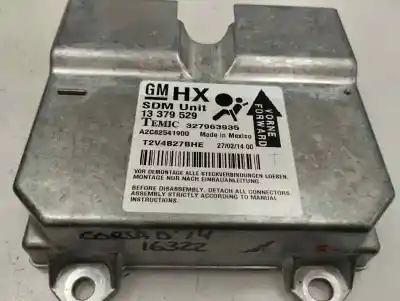 GM HX
SDM Unit
13 379 529
TEMIC 327963935
A2C82541900 Made in Mexico
T2V4B27BHE 27/02/14 00
VORNE
FORWARD
VOR DEMONTAGE ALLE STECKVERBINDUNGEN LOESEN.
MONTAGE NUR NACH EINBAUANLEITUNG
BEFORE DISASSEMBLY, DETACH ALL CONNECTORS.
ASSEMBLY STRICTLY ACCORDING TO MANUAL
INSTRUCTIONS.
CORSA D '14
16322